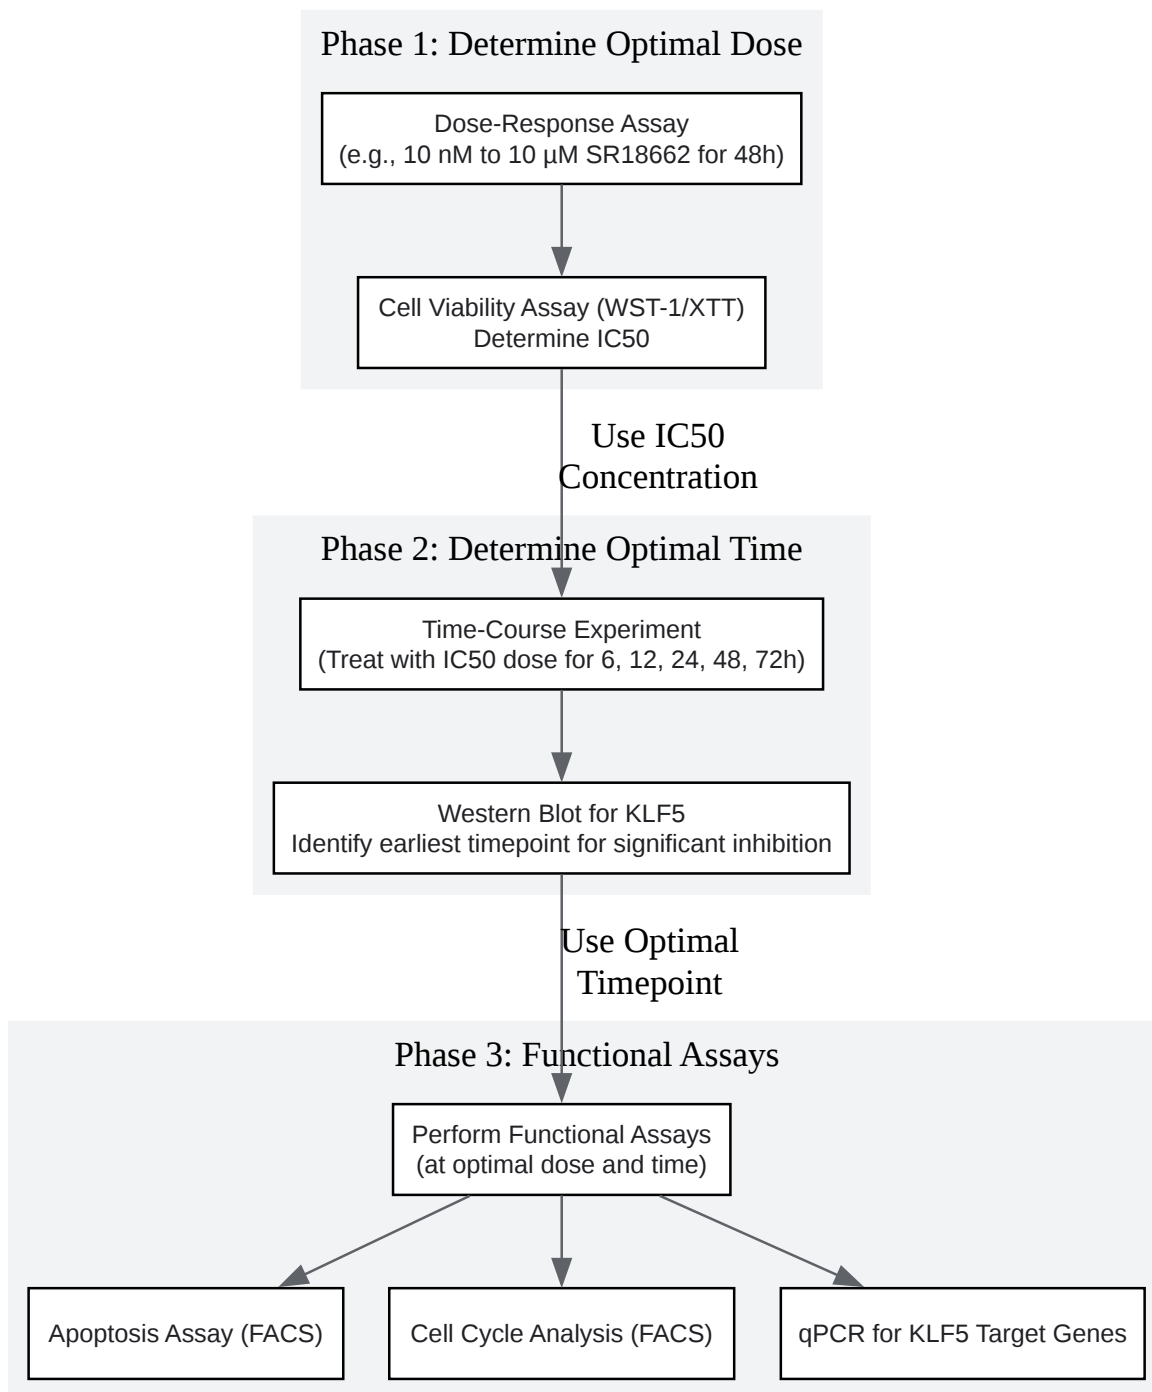 Phase 1: Determine Optimal Dose
Dose-Response Assay
(e.g., 10 nM to 10 µM SR18662 for 48h)
Cell Viability Assay (WST-1/XTT)
Determine IC50
Use IC50
Concentration
Phase 2: Determine Optimal Time
Time-Course Experiment
(Treat with IC50 dose for 6, 12, 24, 48, 72h)
Western Blot for KLF5
Identify earliest timepoint for significant inhibition
Use Optimal
Timepoint
Phase 3: Functional Assays
Perform Functional Assays
(at optimal dose and time)
Apoptosis Assay (FACS)
Cell Cycle Analysis (FACS)
qPCR for KLF5 Target Genes